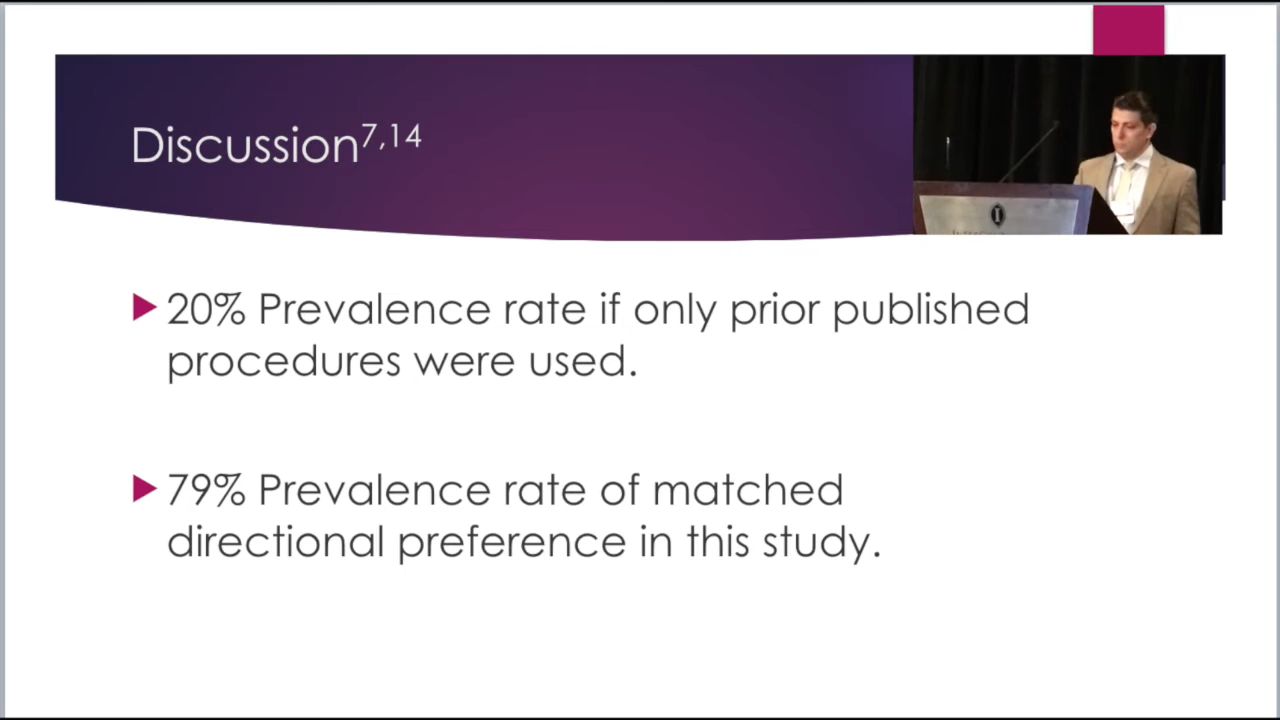 Discussion7,14
20% Prevalence rate if only prior published
procedures were used.
79% Prevalence rate of matched
directional preference in this study.